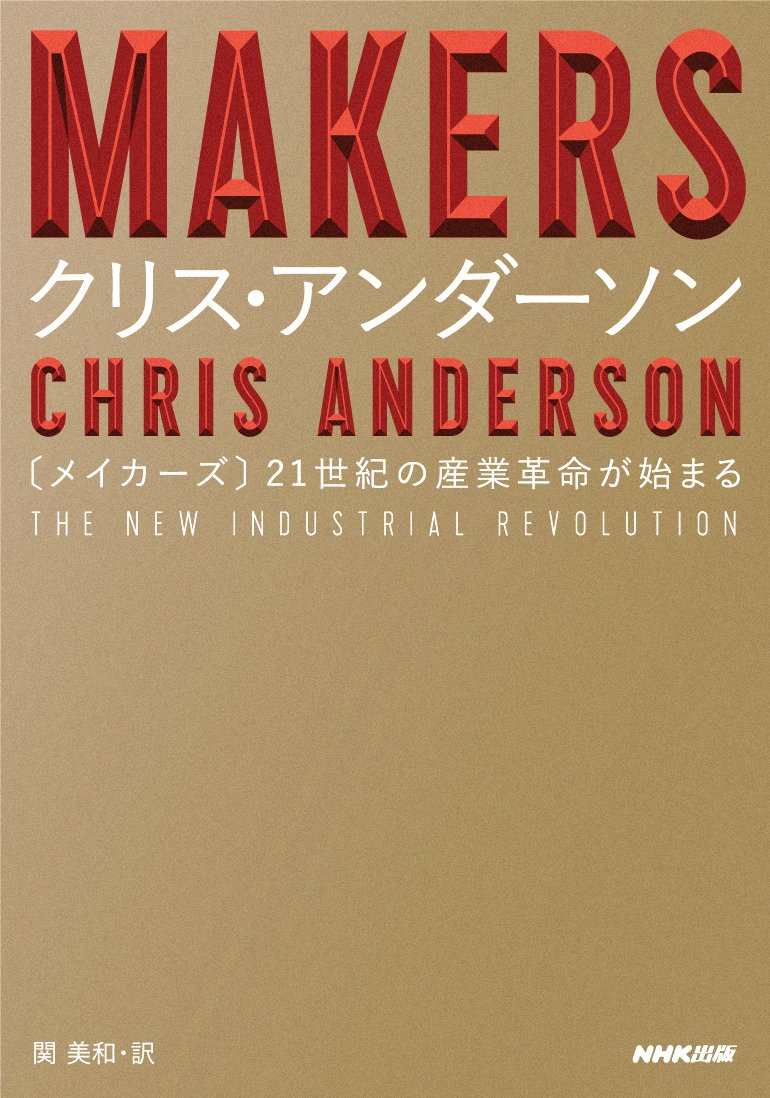 MAKERS
クリス・アンダーソン
CHRIS ANDERSON
〔メイカーズ〕21世紀の産業革命が始まる
THE NEW INDUSTRIAL REVOLUTION
関 美和・訳
NHK出版